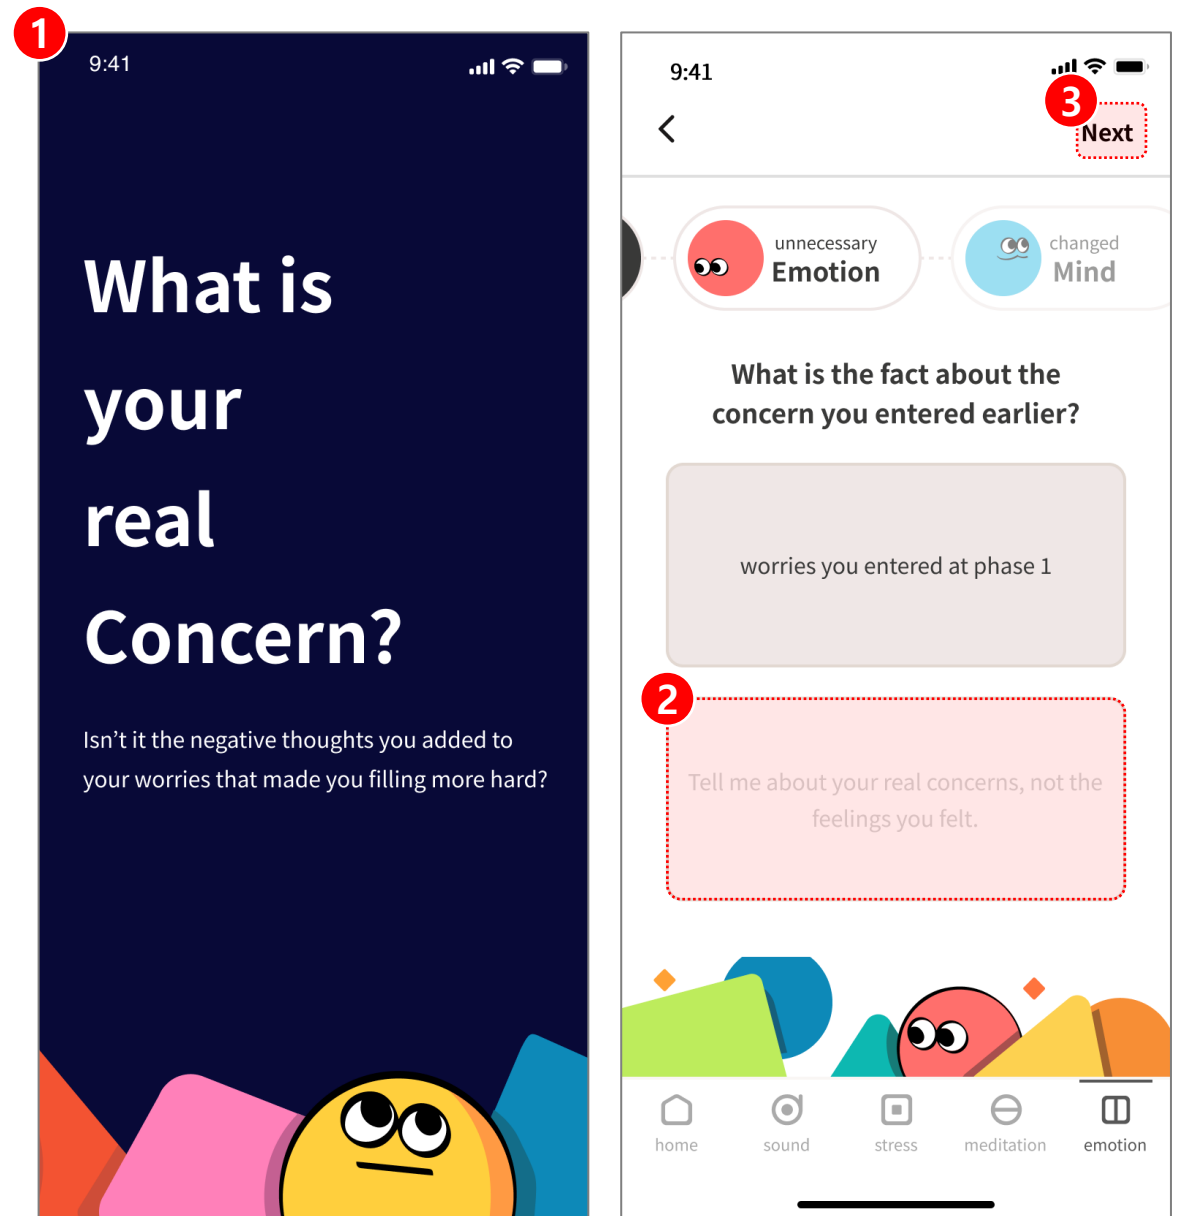 1
9:41
What is
your
real
Concern?
Isn't it the negative thoughts you added to
your worries that made you filling more hard?
9:41
3
Next
unnecessary
Emotion
changed
Mind
What is the fact about the
concern you entered earlier?
worries you entered at phase 1
2
Tell me about your real concerns, not the
feelings you felt.
home
sound
stress
meditation
emotion